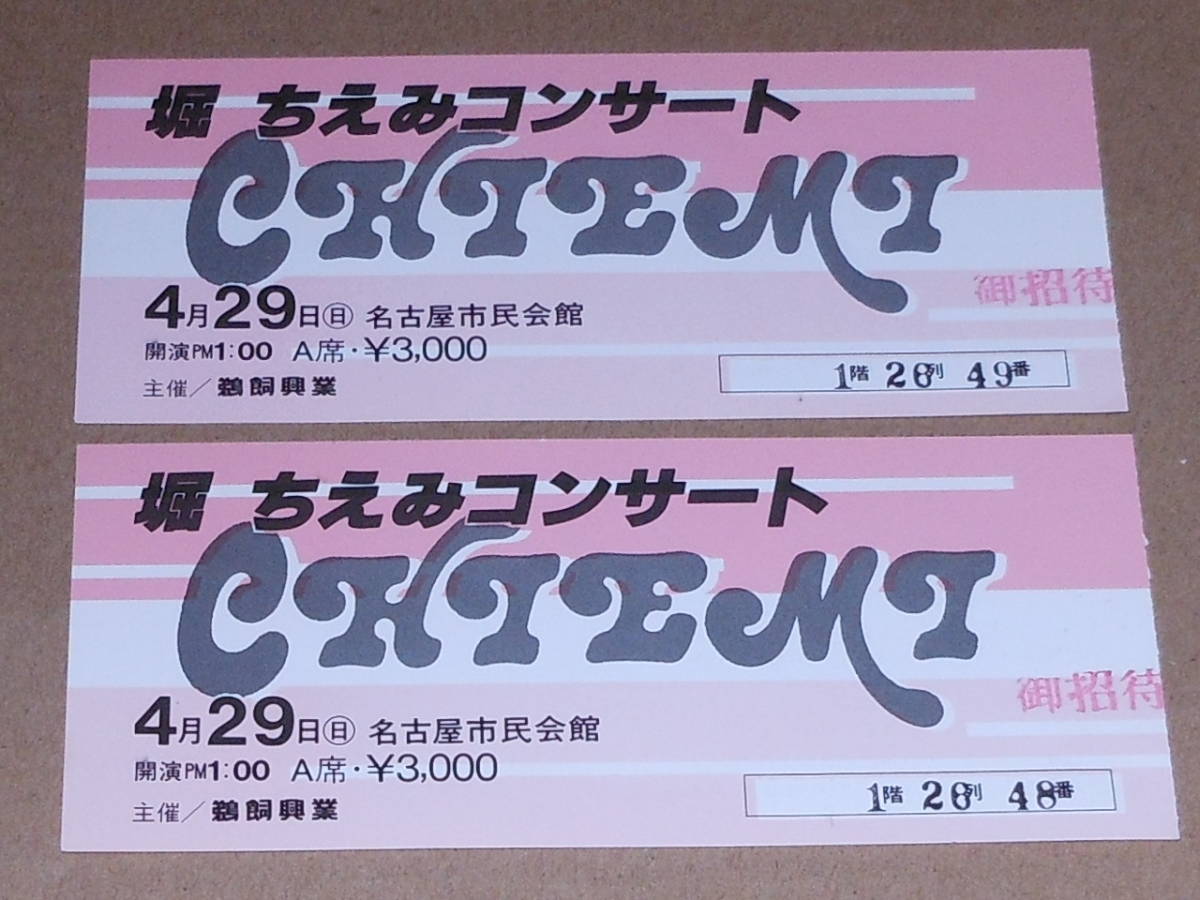 堀 ちえみコンサート
CHIEMI
御招待
4月29日㊐ 名古屋市民会館
開演PM1:00 A席・¥3,000
1階 26列 49番
主催/鵜飼興業
堀 ちえみコンサート
CHIEMI
御招待
4月29日㊐ 名古屋市民会館
開演PM1:00 A席・¥3,000
1階 26列 48番
主催/鵜飼興業